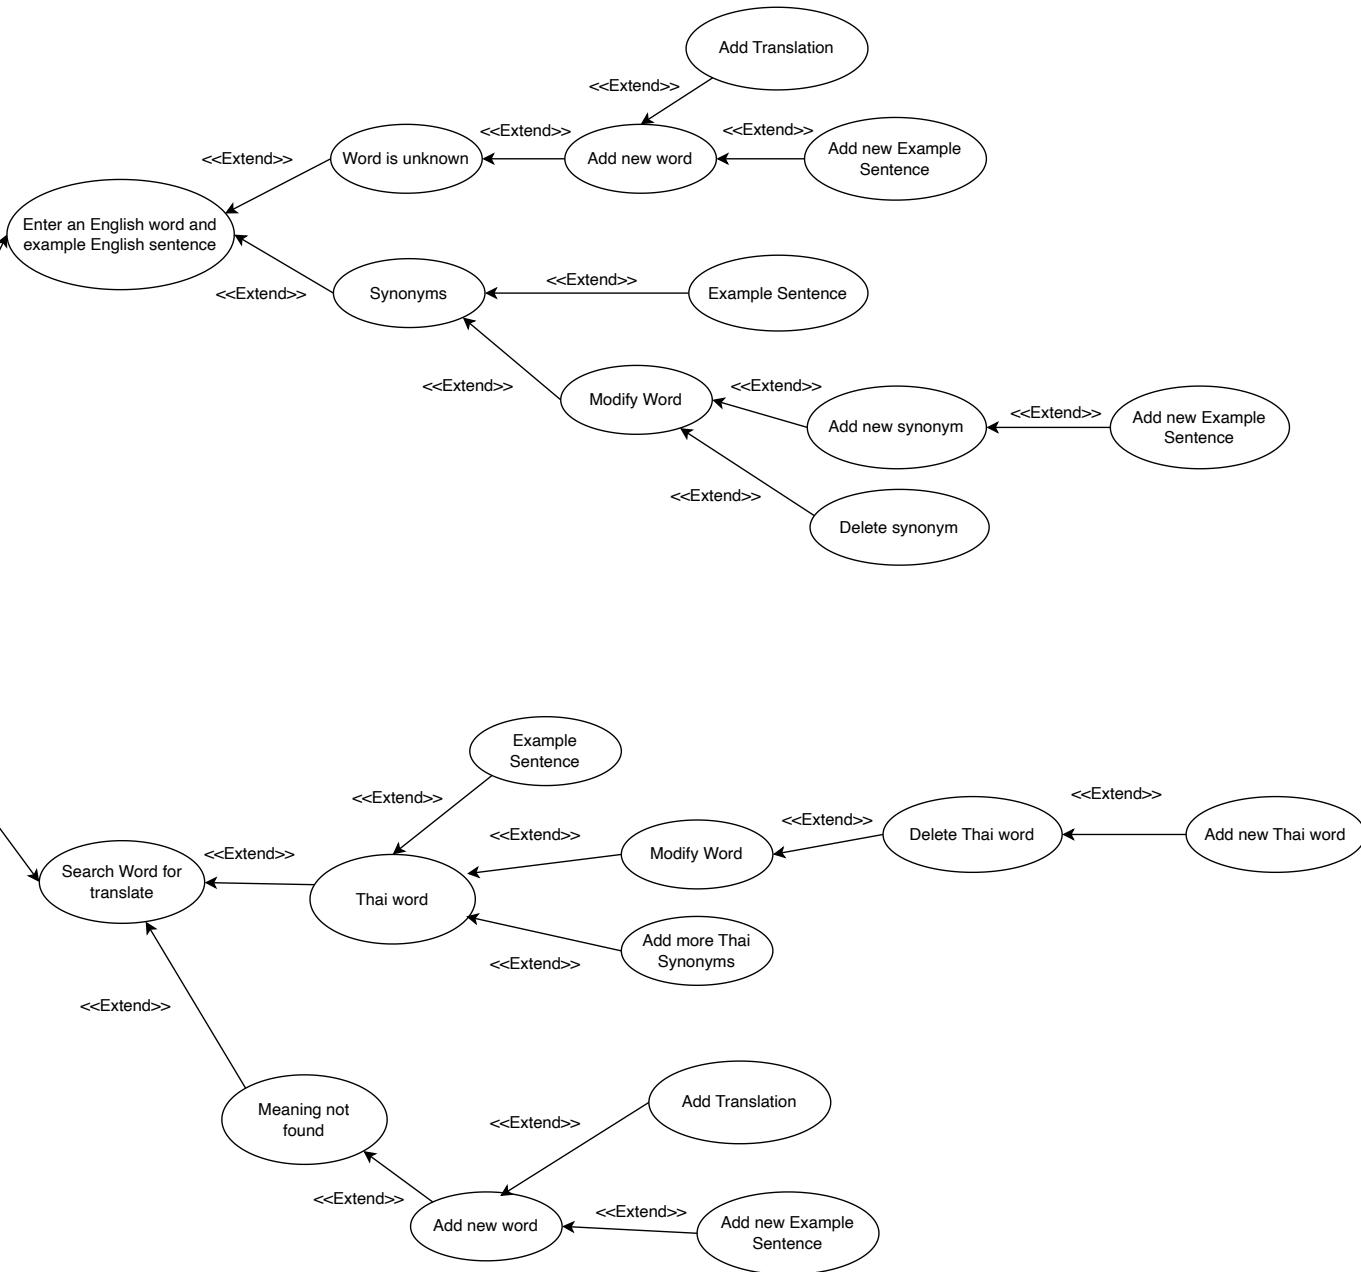 Add Translation
<<Extend>>
<<Extend>>
<<Extend>>
Add new Example
Sentence
<<Extend>>
Word is unknown
Add new word
Enter an English word and
example English sentence
<<Extend>>
Synonyms
<<Extend>>
Example Sentence
<<Extend>>
Modify Word
<<Extend>>
Add new synonym
<<Extend>>
Add new Example
Sentence
<<Extend>>
Delete synonym
Example
Sentence
<<Extend>>
<<Extend>>
<<Extend>>
<<Extend>>
Delete Thai word
Add new Thai word
Search Word for
translate
<<Extend>>
Modify Word
Thai word
Add more Thai
Synonyms
<<Extend>>
<<Extend>>
Meaning not
found
<<Extend>>
Add Translation
<<Extend>>
Add new word
<<Extend>>
Add new Example
Sentence